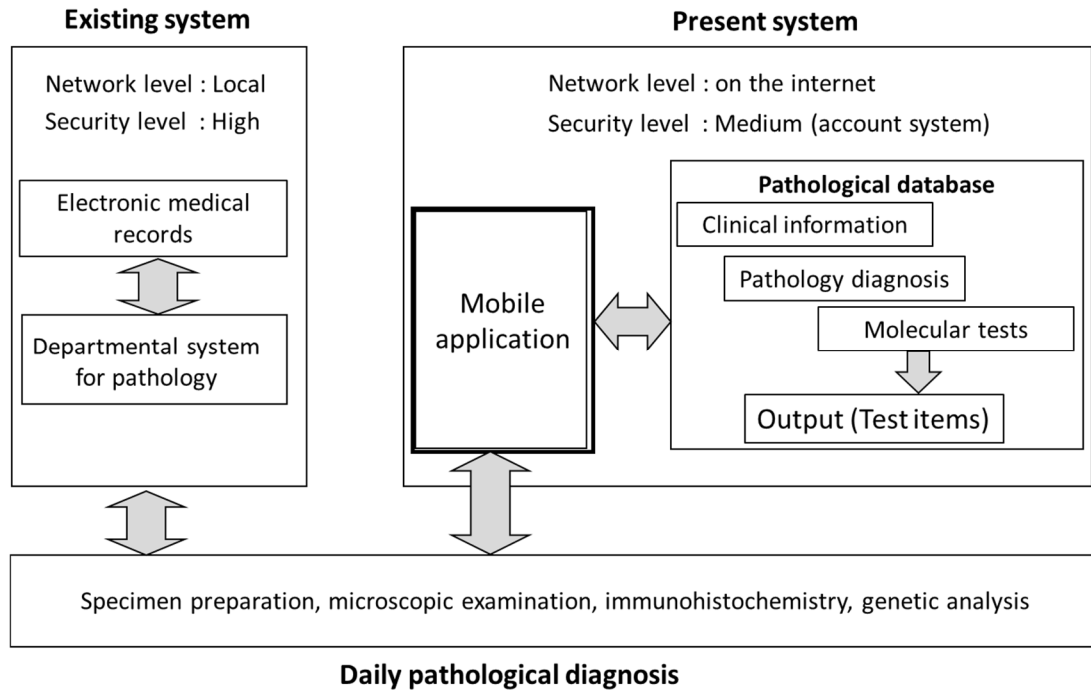 Existing system
Network level : Local
Security level : High
Electronic medical
records
Departmental system
for pathology
Present system
Network level : on the internet
Security level : Medium (account system)
Mobile
application
Pathological database
Clinical information
Pathology diagnosis
Molecular tests
Output (Test items)
Specimen preparation, microscopic examination, immunohistochemistry, genetic analysis
Daily pathological diagnosis